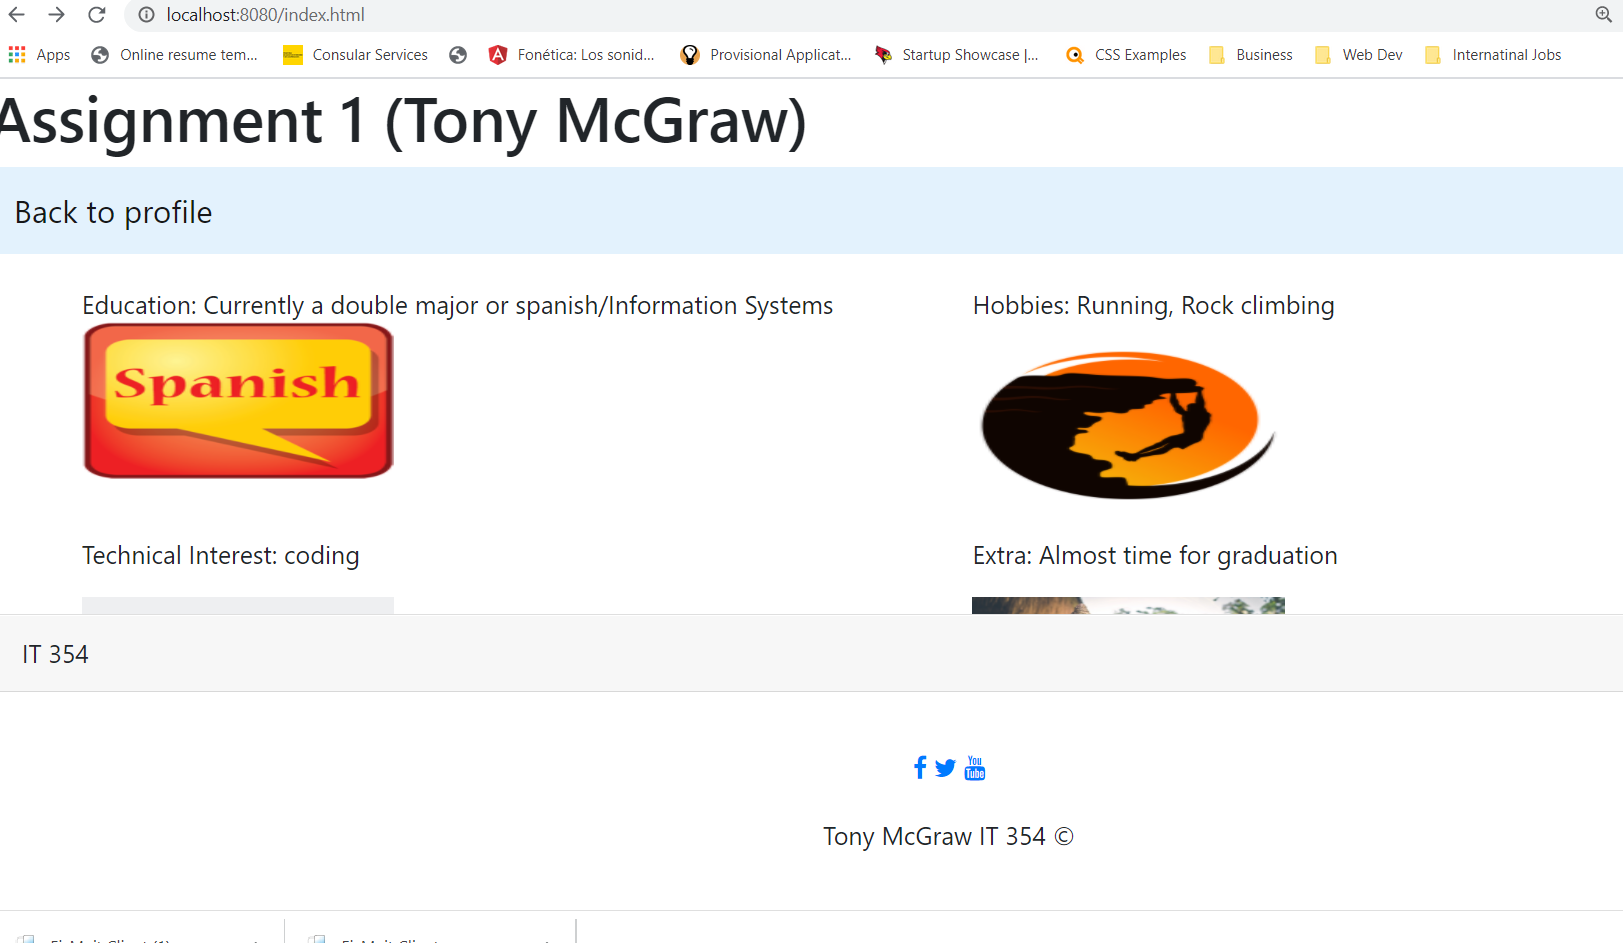 localhost:8080/index.html
Apps Online resume tem... Consular Services Fonética: Los sonid... Provisional Applicat... Startup Showcase |... CSS Examples Business Web Dev Internatinal Jobs
Assignment 1 (Tony McGraw)
Back to profile
Education: Currently a double major or spanish/Information Systems
Hobbies: Running, Rock climbing
Spanish
Technical Interest: coding
Extra: Almost time for graduation
IT 354
You
Tube
Tony McGraw IT 354 ©